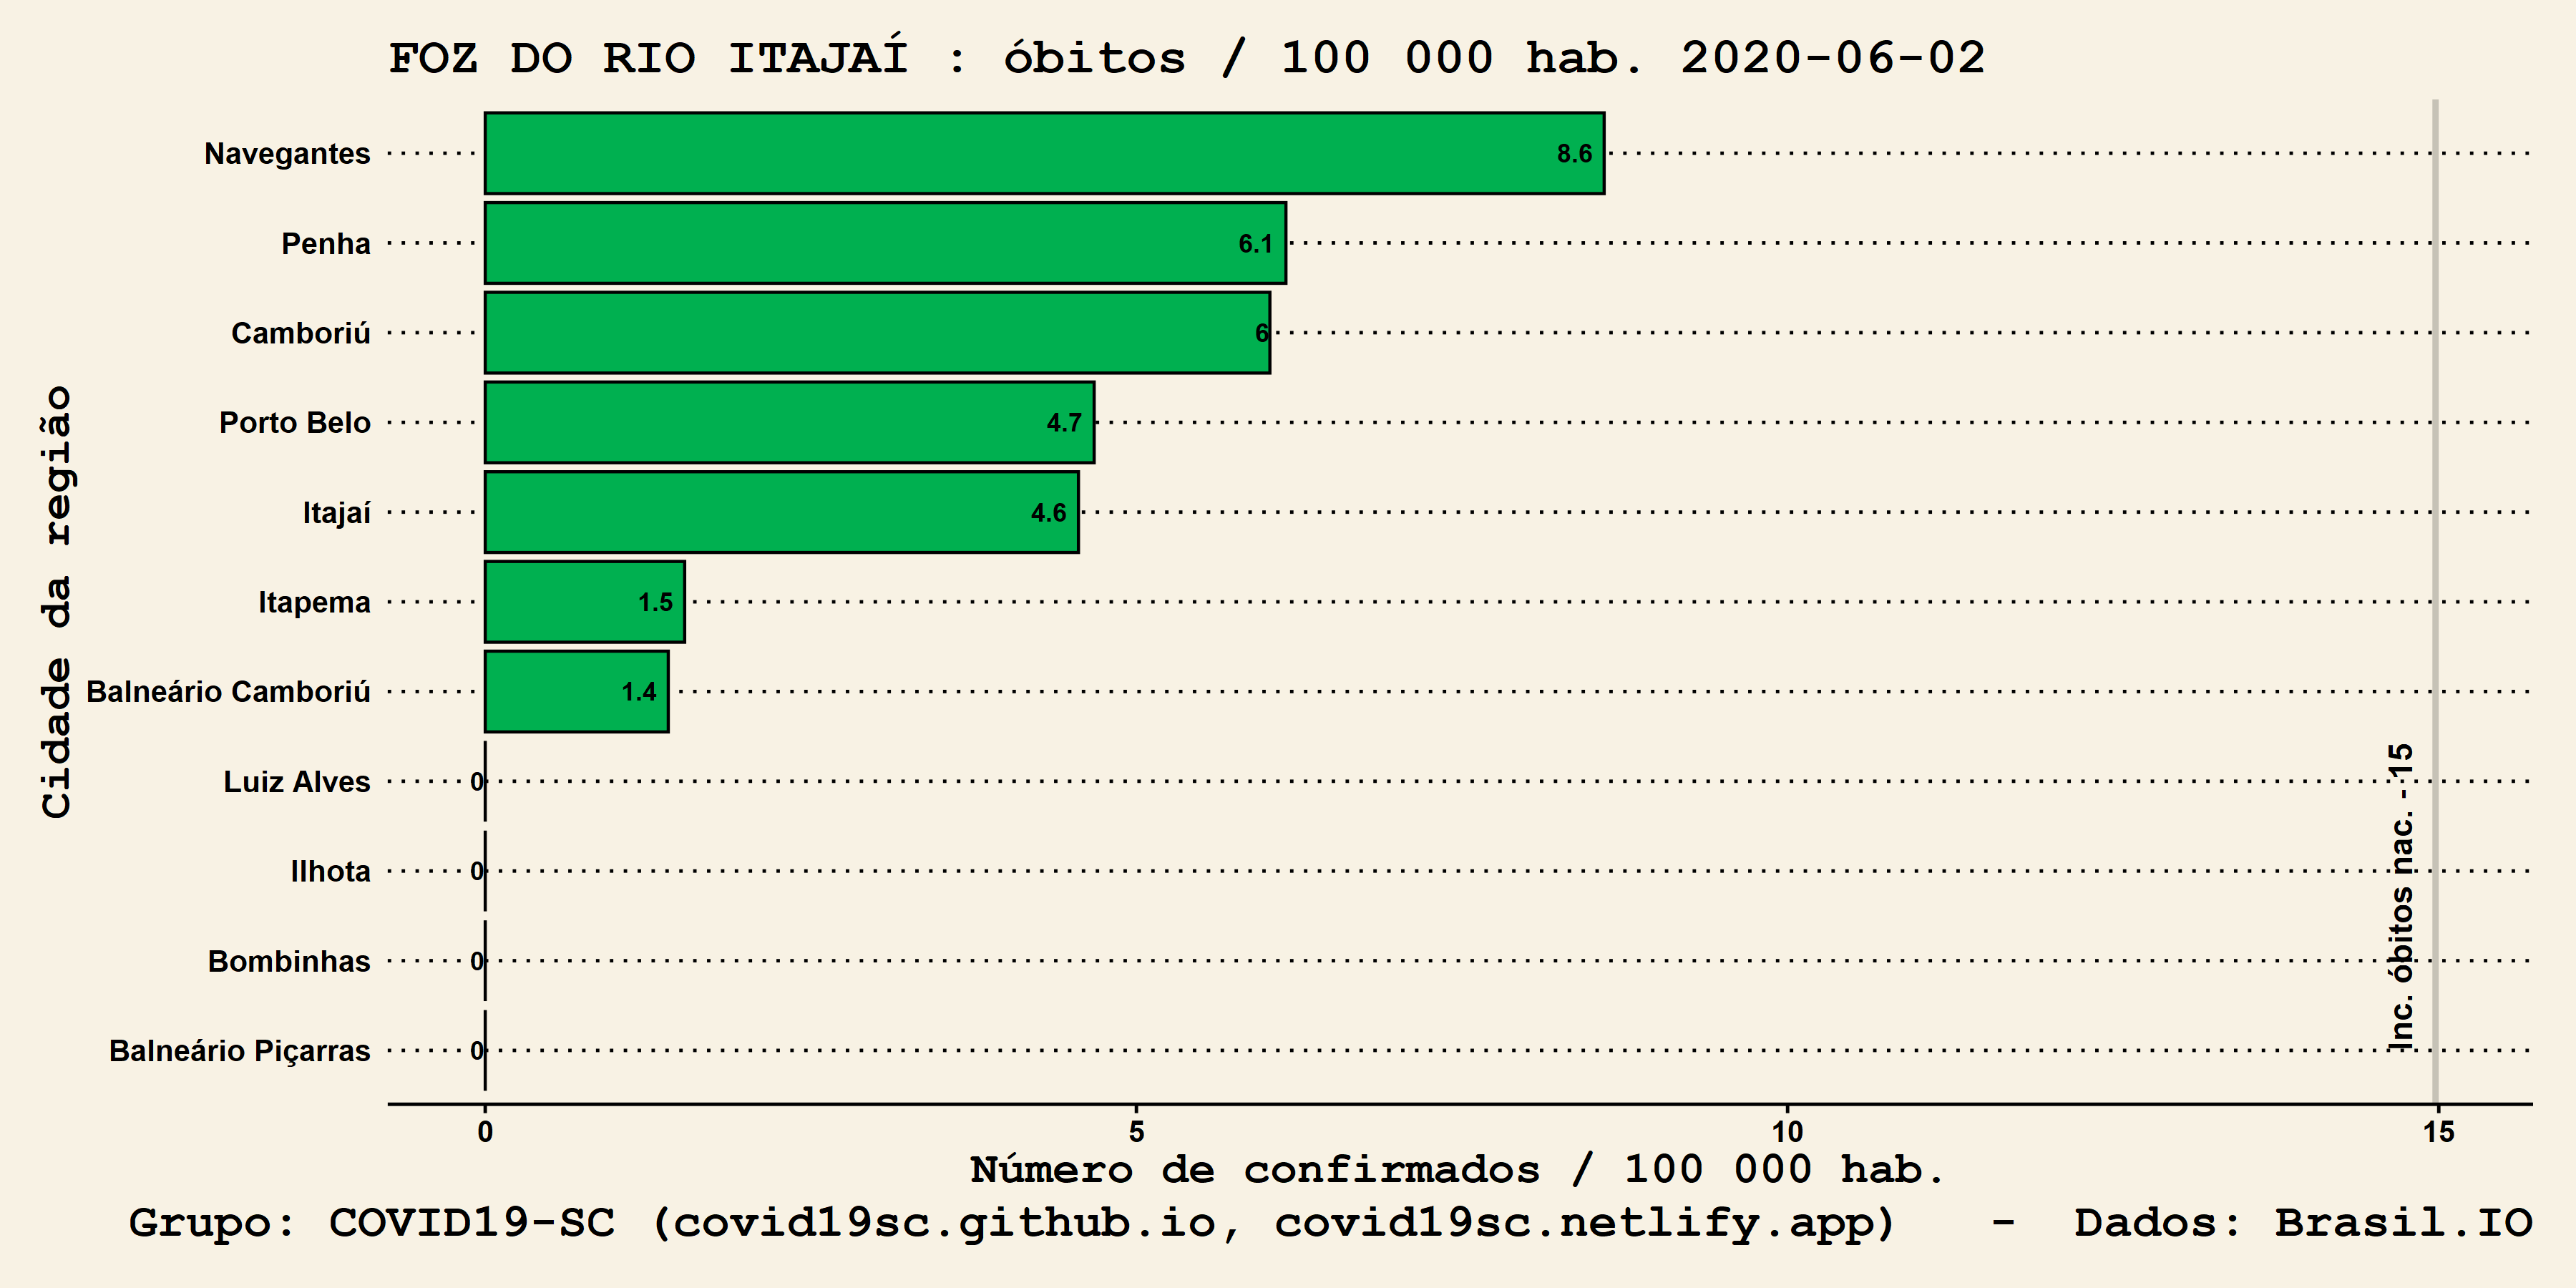 FOZ DO RIO ITAJAÍ : óbitos / 100 000 hab. 2020-06-02
Cidade da região
Navegantes 8.6
Penha 6.1
Camboriú 6
Porto Belo 4.7
Itajaí 4.6
Itapema 1.5
Balneário Camboriú 1.4
Luiz Alves 0
Ilhota 0
Bombinhas 0
Balneário Piçarras 0
Inc. óbitos nac. - 15
0 5 10 15
Número de confirmados / 100 000 hab.
Grupo: COVID19-SC (covid19sc.github.io, covid19sc.netlify.app) - Dados: Brasil.IO